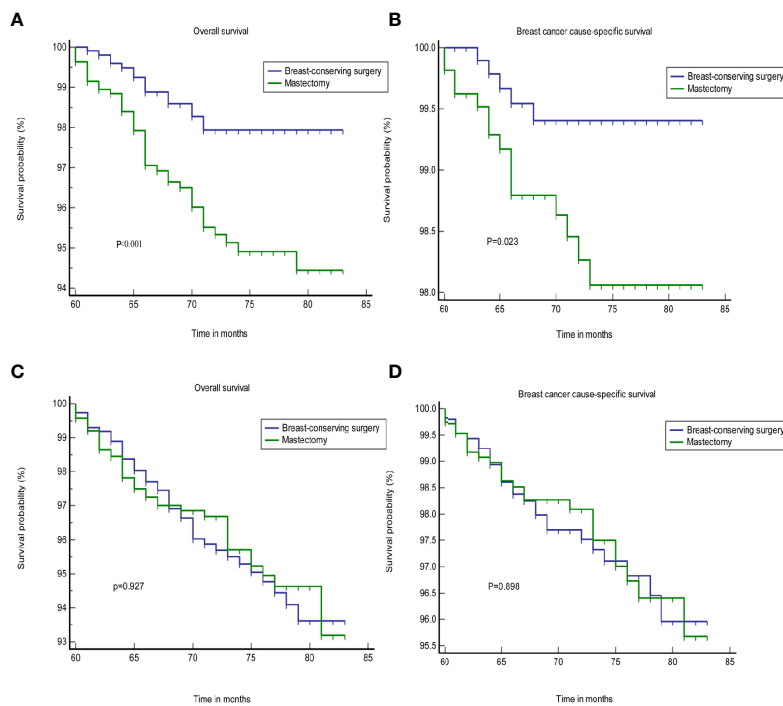 A
Overall survival
Survival probability (%)
100
99
98
97
96
95
94
60 65 70 75 80 85
Time in months
Breast-conserving surgery
Mastectomy
P<0.001
B
Breast cancer cause-specific survival
Survival probability (%)
100.0
99.5
99.0
98.5
98.0
60 65 70 75 80 85
Time in months
Breast-conserving surgery
Mastectomy
P=0.023
C
Overall survival
Survival probability (%)
100
99
98
97
96
95
94
93
60 65 70 75 80 85
Time in months
Breast-conserving surgery
Mastectomy
p=0.927
D
Breast cancer cause-specific survival
Survival probability (%)
100.0
99.5
99.0
98.5
98.0
97.5
97.0
96.5
96.0
95.5
60 65 70 75 80 85
Time in months
Breast-conserving surgery
Mastectomy
P=0.898